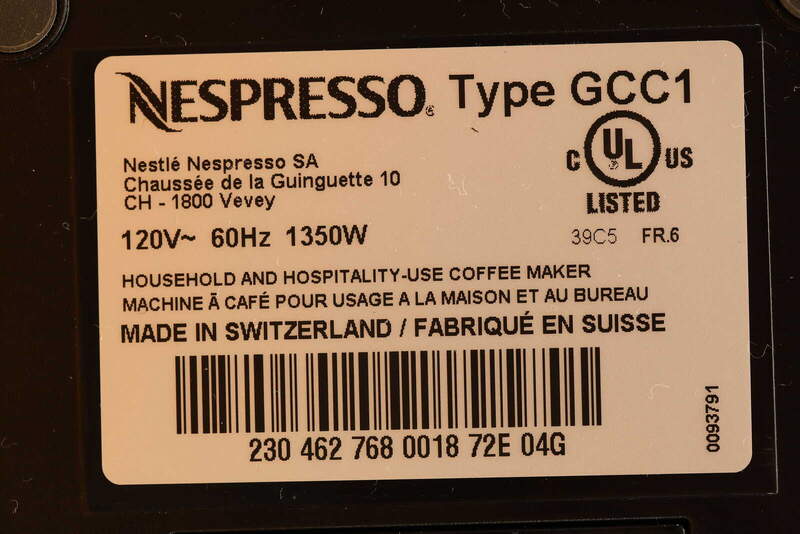 NESPRESSO® Type GCC1
C UL US
LISTED
Nestlé Nespresso SA
Chaussée de la Guinguette 10
CH - 1800 Vevey
120V~ 60Hz 1350W
39C5 FR.6
HOUSEHOLD AND HOSPITALITY-USE COFFEE MAKER
MACHINE À CAFÉ POUR USAGE A LA MAISON ET AU BUREAU
MADE IN SWITZERLAND / FABRIQUÉ EN SUISSE
230 462 768 0018 72E 04G
0093791